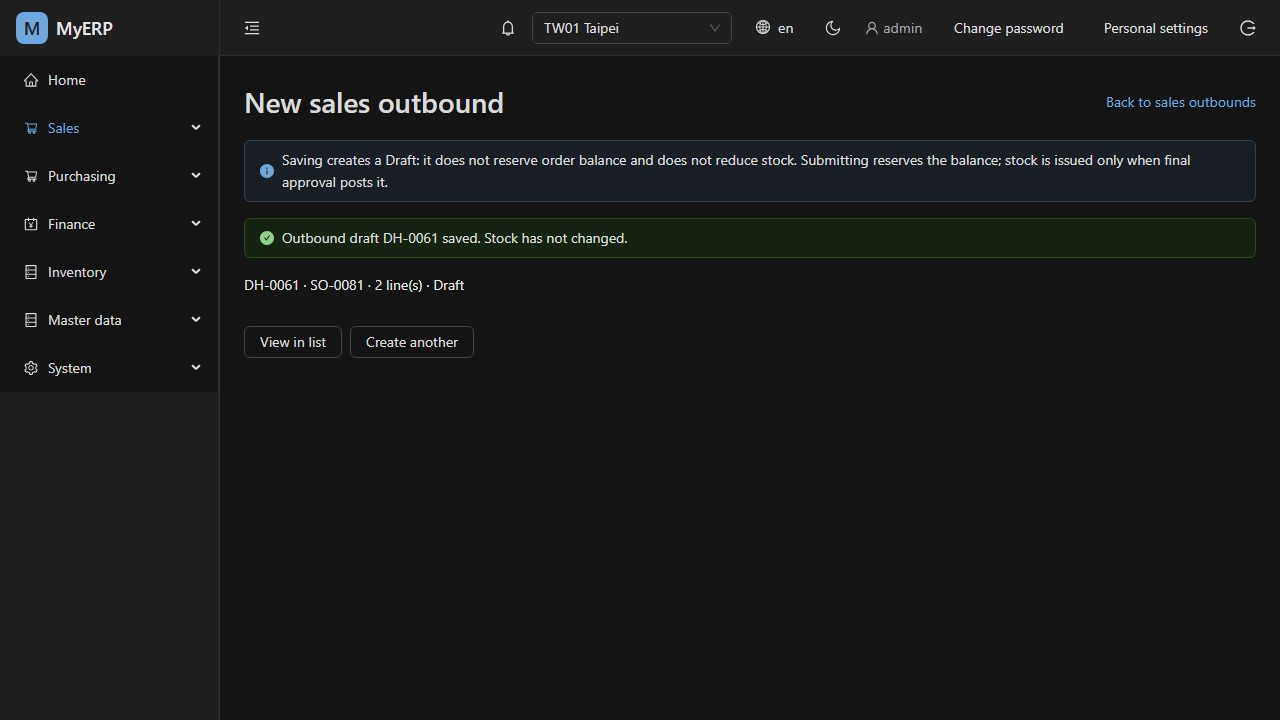 M MyERP
TW01 Taipei
en
admin
Change password
Personal settings
Home
Sales
Purchasing
Finance
Inventory
Master data
System
New sales outbound
Back to sales outbounds
Saving creates a Draft: it does not reserve order balance and does not reduce stock. Submitting reserves the balance; stock is issued only when final
approval posts it.
Outbound draft DH-0061 saved. Stock has not changed.
DH-0061 · SO-0081 · 2 line(s) · Draft
View in list
Create another